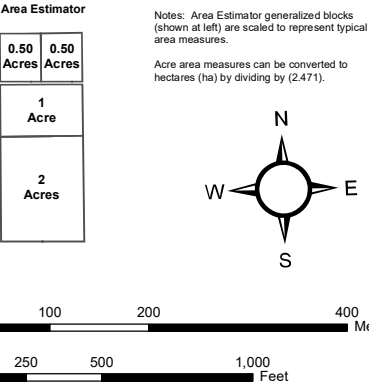 Area Estimator
Notes: Area Estimator generalized blocks
(shown at left) are scaled to represent typical
area measures.
Acre area measures can be converted to
hectares (ha) by dividing by (2.471).
0.50 0.50
Acres Acres
1
Acre
2
Acres
N
W E
S
100 200 400
Me
250 500 1,000
Feet